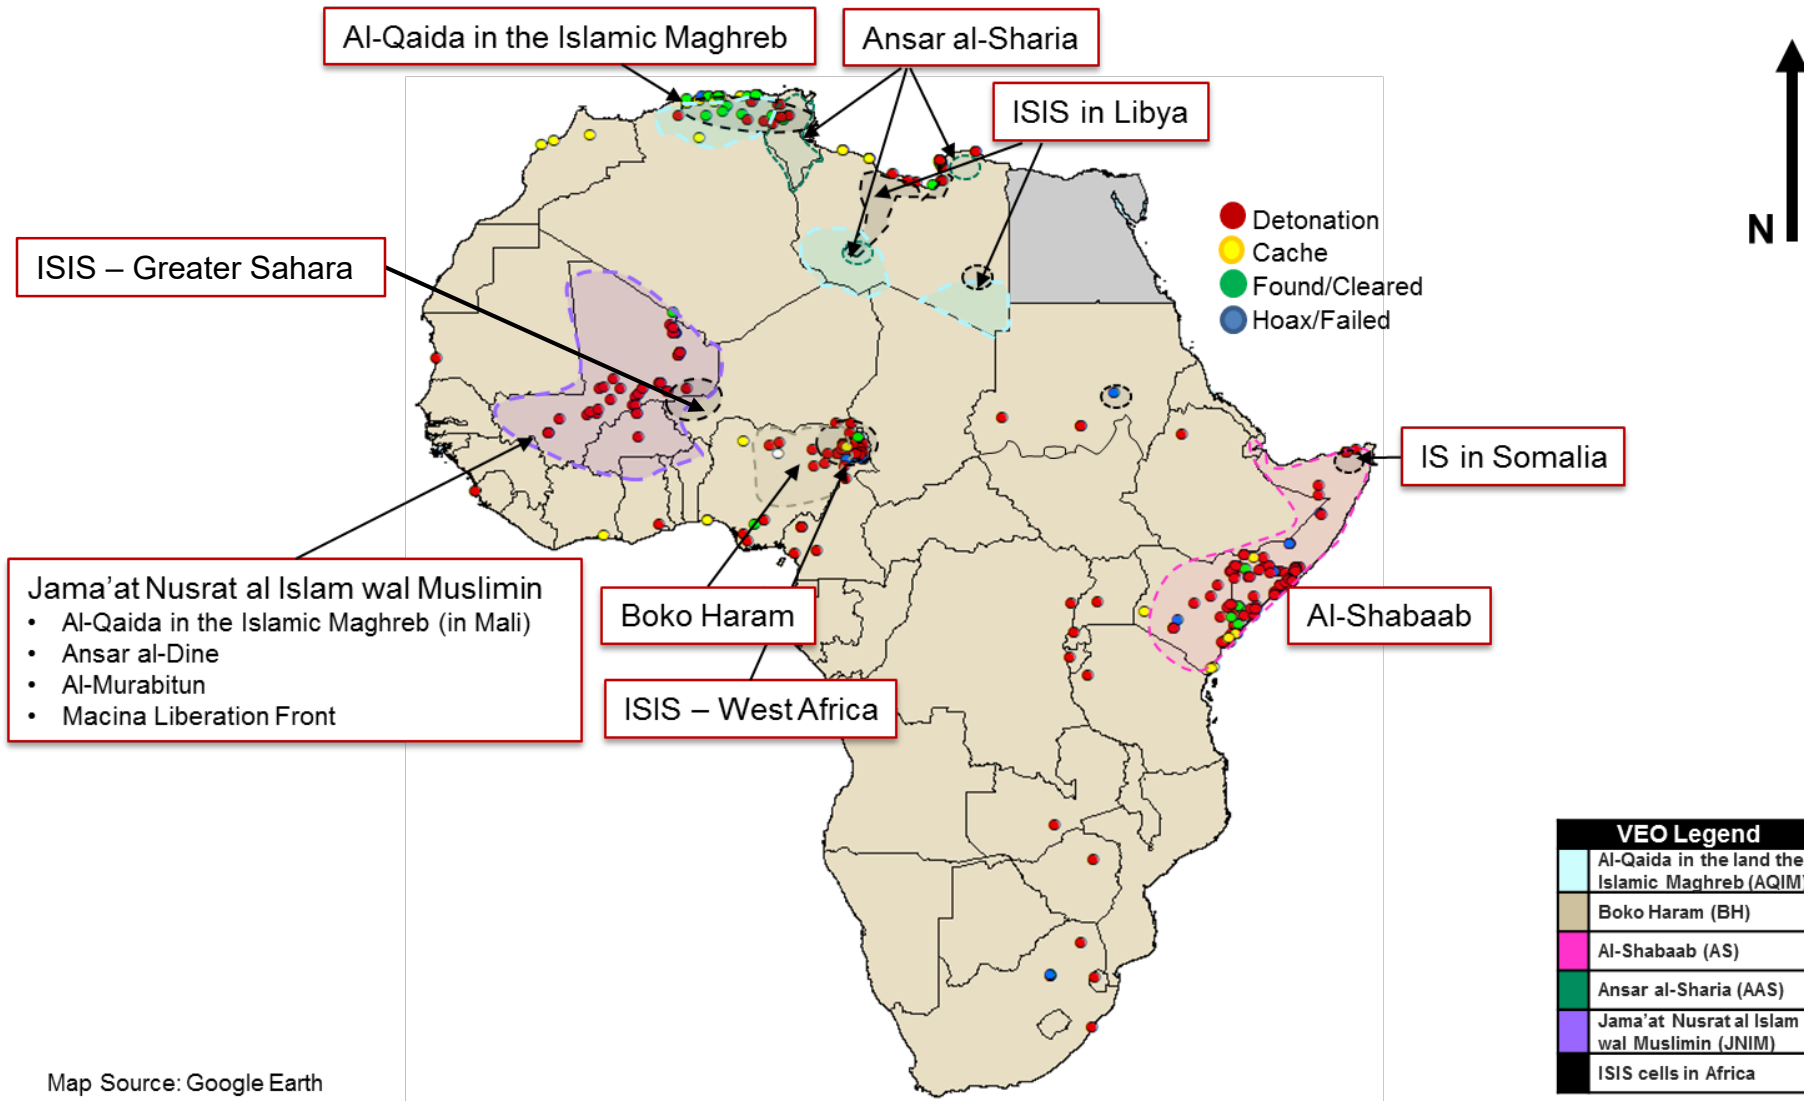 Al-Qaida in the Islamic Maghreb
Ansar al-Sharia
ISIS in Libya
N
Detonation
Cache
Found/Cleared
Hoax/Failed
ISIS – Greater Sahara
IS in Somalia
Jama’at Nusrat al Islam wal Muslimin
• Al-Qaida in the Islamic Maghreb (in Mali)
• Ansar al-Dine
• Al-Murabitun
• Macina Liberation Front
Boko Haram
Al-Shabaab
ISIS – West Africa
VEO Legend
Al-Qaida in the land the
Islamic Maghreb (AQIM)
Boko Haram (BH)
Al-Shabaab (AS)
Ansar al-Sharia (AAS)
Jama’at Nusrat al Islam
wal Muslimin (JNIM)
ISIS cells in Africa
Map Source: Google Earth